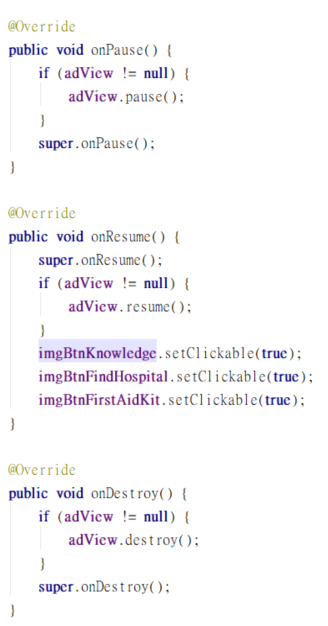 @Override
public void onPause() {
    if (adView != null) {
        adView.pause();
    }
    super.onPause();
}

@Override
public void onResume() {
    super.onResume();
    if (adView != null) {
        adView.resume();
    }
    imgBtnKnowledge.setClickable(true);
    imgBtnFindHospital.setClickable(true);
    imgBtnFirstAidKit.setClickable(true);
}

@Override
public void onDestroy() {
    if (adView != null) {
        adView.destroy();
    }
    super.onDestroy();
}